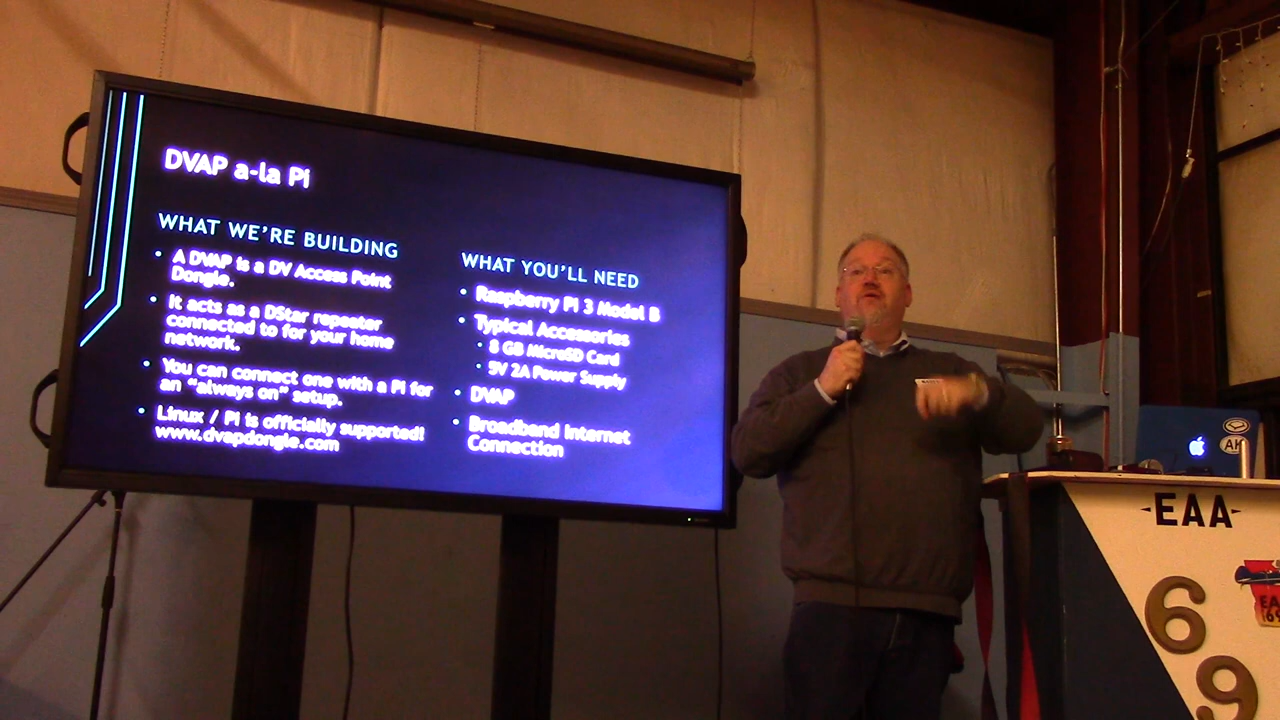 DVAP a-la Pi
WHAT WE'RE BUILDING
• A DVAP is a DV Access Point
Dongle.
• It acts as a DStar repeater
connected to for your home
network.
• You can connect one with a Pi for
an "always on" setup.
• Linux / Pi is officially supported!
www.dvapdongle.com
WHAT YOU'LL NEED
• Raspberry Pi 3 Model B
• Typical Accessories
• 8 GB MicroSD Card
• 5V 2A Power Supply
• DVAP
• Broadband Internet
Connection
AK
EAA
69